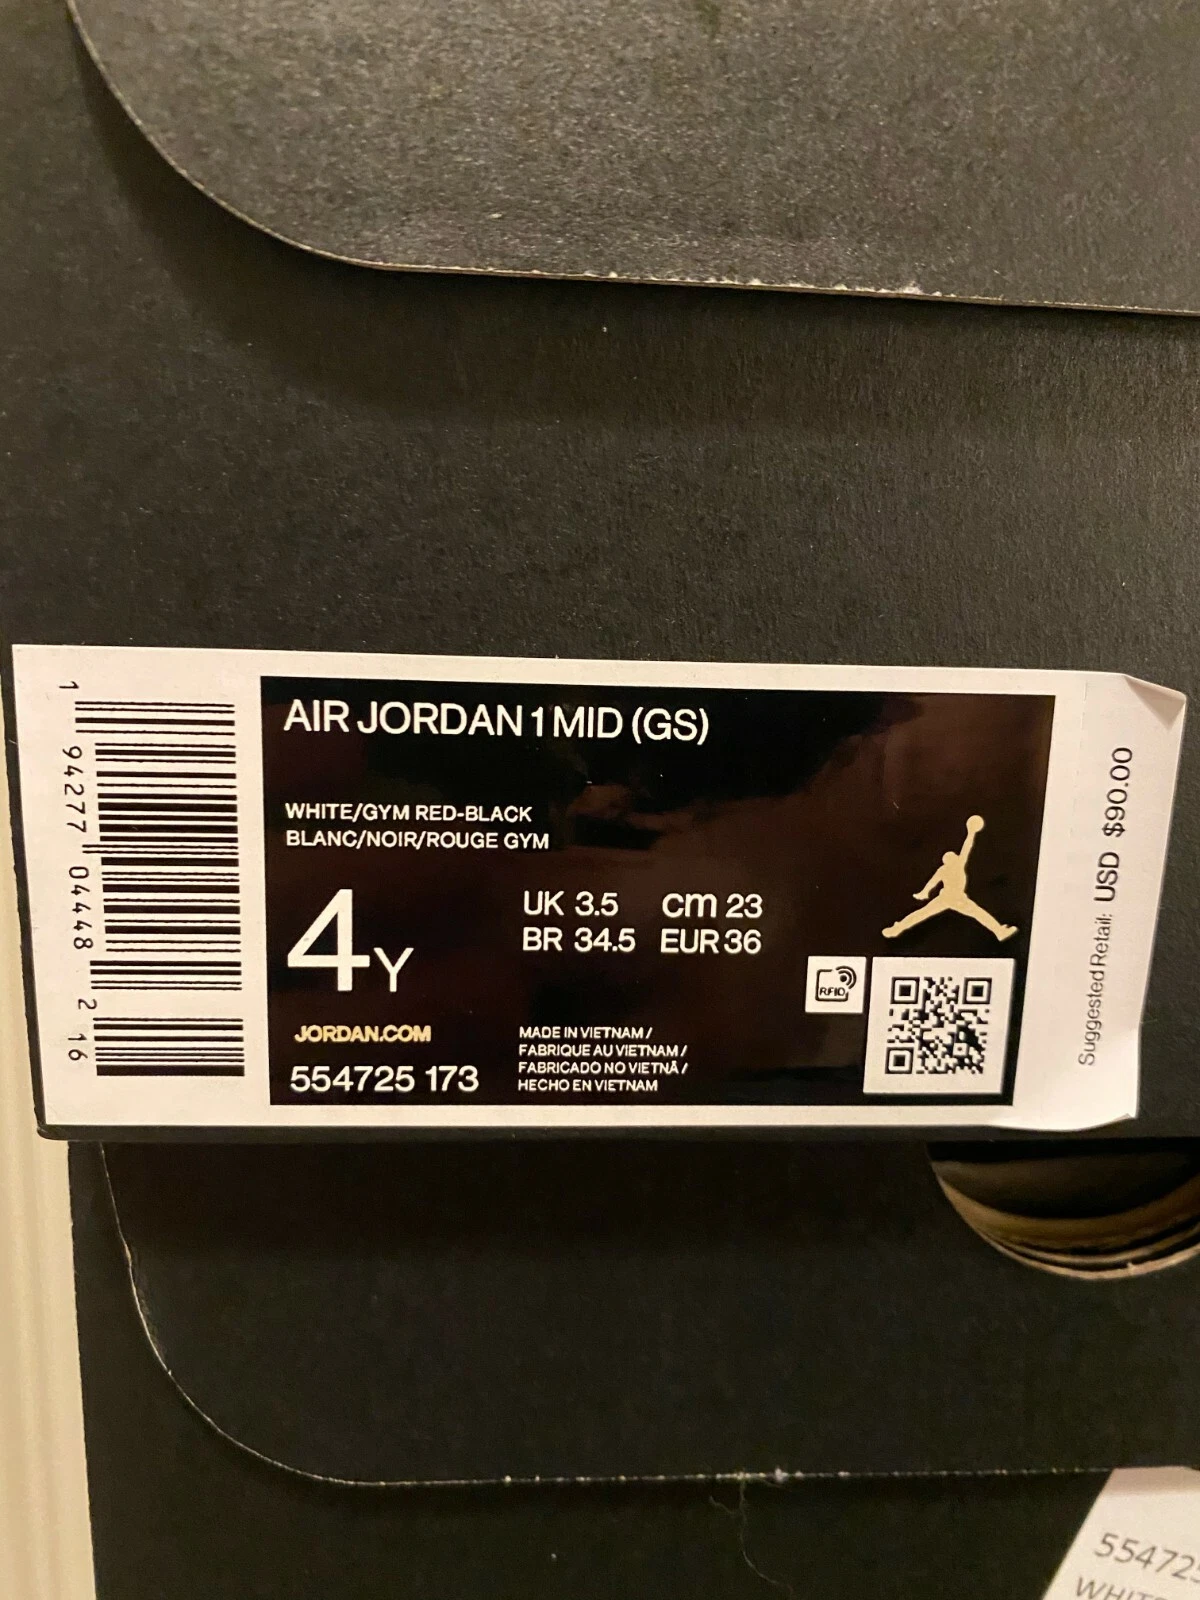 AIR JORDAN 1 MID (GS)
WHITE/GYM RED-BLACK
BLANC/NOIR/ROUGE GYM
4Y
UK 3.5 cm 23
BR 34.5 EUR 36
JORDAN.COM
554725 173
MADE IN VIETNAM /
FABRIQUE AU VIETNAM /
FABRICADO NO VIETNÃ /
HECHO EN VIETNAM
RFID
1 94277 04448 2 16
Suggested Retail: USD $90.00